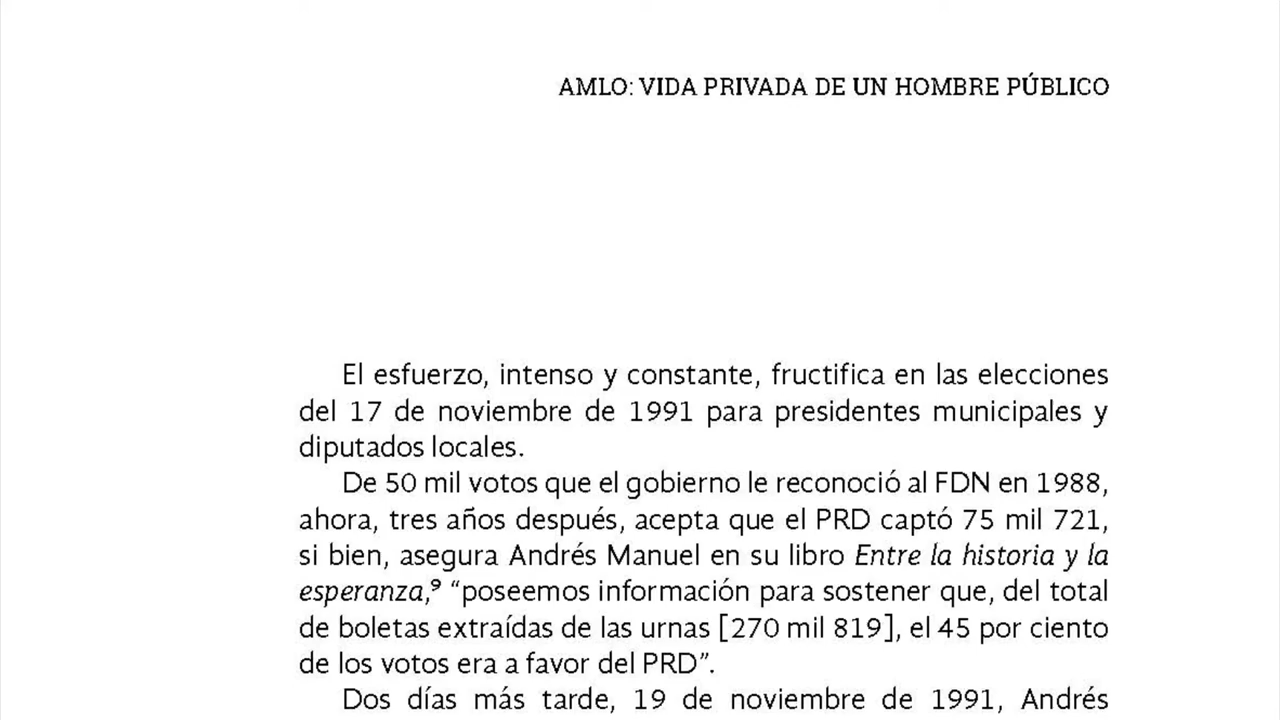 AMLO: VIDA PRIVADA DE UN HOMBRE PÚBLICO
El esfuerzo, intenso y constante, fructifica en las elecciones
del 17 de noviembre de 1991 para presidentes municipales y
diputados locales.
De 50 mil votos que el gobierno le reconoció al FDN en 1988,
ahora, tres años después, acepta que el PRD captó 75 mil 721,
si bien, asegura Andrés Manuel en su libro Entre la historia y la
esperanza,⁹ “poseemos información para sostener que, del total
de boletas extraídas de las urnas [270 mil 819], el 45 por ciento
de los votos era a favor del PRD”.
Dos días más tarde, 19 de noviembre de 1991, Andrés